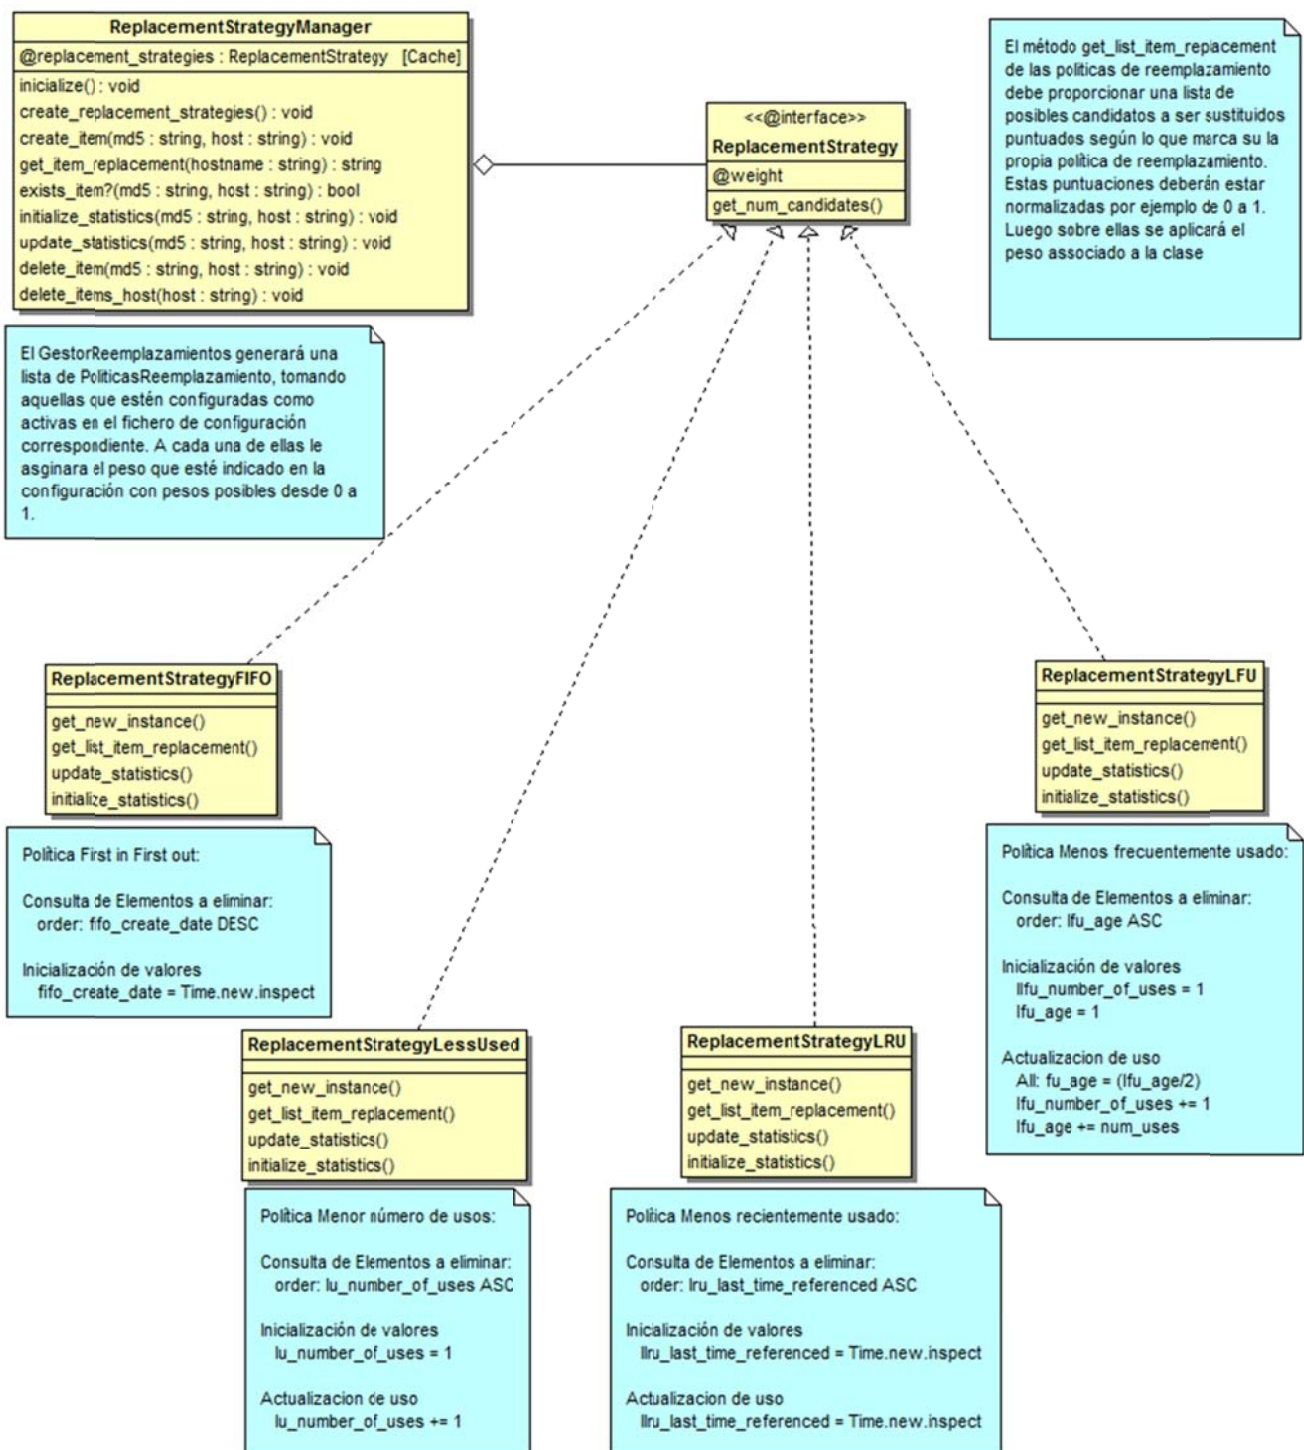 ReplacementStrategyManager
@replacement_strategies : ReplacementStrategy [Cache]
inicialize() : void
create_replacement_strategies() : void
create_item(md5 : string, host : string) : void
get_item_replacement(hostname : string) : string
exists_item?(md5 : string, host : string) : bool
initialize_statistics(md5 : string, host : string) : void
update_statistics(md5 : string, host : string) : void
delete_item(md5 : string, host : string) : void
delete_items_host(host : string) : void
<<@interface>>
ReplacementStrategy
@weight
get_num_candidates()
El método get_list_item_replacement
de las politicas de reemplazamiento
debe proporcionar una lista de
posibles candidatos a ser sustituidos
puntuados según lo que marca su la
propia política de reemplazamiento.
Estas puntuaciones deberán estar
normalizadas por ejemplo de 0 a 1.
Luego sobre ellas se aplicará el
peso associado a la clase
El GestorReemplazamientos generará una
lista de PoliticasReemplazamiento, tomando
aquellas que estén configuradas como
activas en el fichero de configuración
correspondiente. A cada una de ellas le
asginara el peso que esté indicado en la
configuración con pesos posibles desde 0 a
1.
ReplacementStrategyFIFO
get_new_instance()
get_list_item_replacement()
update_statistics()
initialize_statistics()
Política First in First out:
Consulta de Elementos a eliminar:
order: fifo_create_date DESC
Inicialización de valores
fifo_create_date = Time.new.inspect
ReplacementStrategyLFU
get_new_instance()
get_list_item_replacement()
update_statistics()
initialize_statistics()
Política Menos frecuentemente usado:
Consulta de Elementos a eliminar:
order: lfu_age ASC
Inicialización de valores
llfu_number_of_uses = 1
lfu_age = 1
Actualizacion de uso
All: fu_age = (lfu_age/2)
lfu_number_of_uses += 1
lfu_age += num_uses
ReplacementStrategyLessUsed
get_new_instance()
get_list_item_replacement()
update_statistics()
initialize_statistics()
Política Menor número de usos:
Consulta de Elementos a eliminar:
order: lu_number_of_uses ASC
Inicialización de valores
lu_number_of_uses = 1
Actualizacion de uso
lu_number_of_uses += 1
ReplacementStrategyLRU
get_new_instance()
get_list_item_replacement()
update_statistics()
initialize_statistics()
Política Menos recientemente usado:
Consulta de Elementos a eliminar:
order: lru_last_time_referenced ASC
Inicialización de valores
llru_last_time_referenced = Time.new.inspect
Actualizacion de uso
llru_last_time_referenced = Time.new.inspect